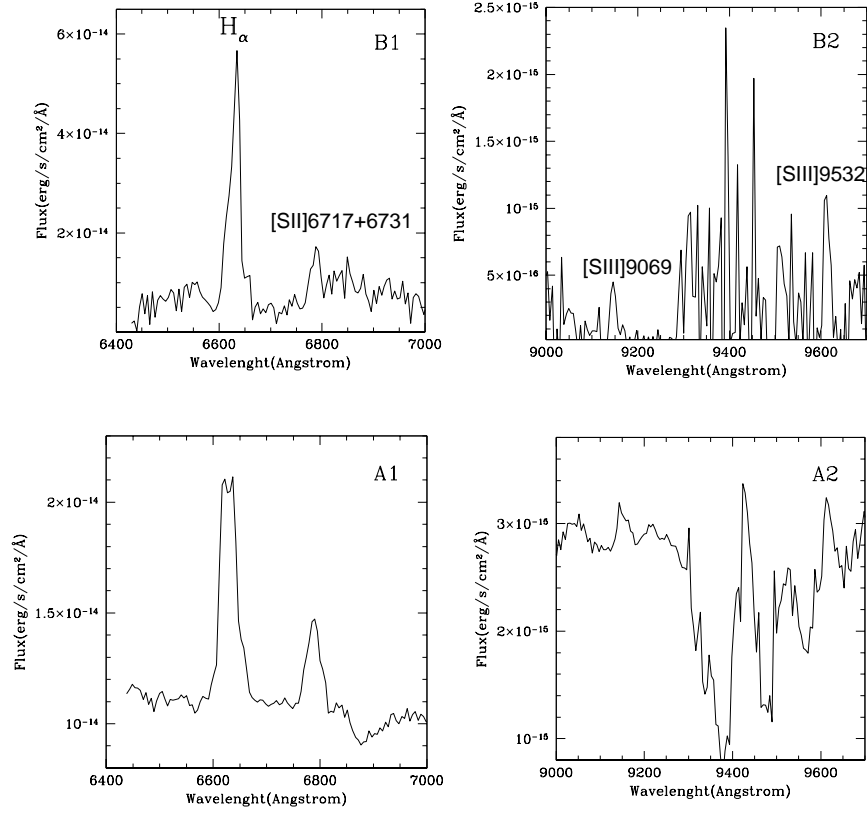 Hα
B1
6×10⁻¹⁴
4×10⁻¹⁴
2×10⁻¹⁴
Flux(erg/s/cm²/Å)
[SII]6717+6731
6400 6600 6800 7000
Wavelenght(Angstrom)
B2
2.5×10⁻¹⁵
2×10⁻¹⁵
1.5×10⁻¹⁵
10⁻¹⁵
5×10⁻¹⁶
Flux(erg/s/cm²/Å)
[SIII]9532
[SIII]9069
9000 9200 9400 9600
Wavelenght(Angstrom)
A1
2×10⁻¹⁴
1.5×10⁻¹⁴
10⁻¹⁴
Flux(erg/s/cm²/Å)
6400 6600 6800 7000
Wavelenght(Angstrom)
A2
3×10⁻¹⁵
2×10⁻¹⁵
10⁻¹⁵
Flux(erg/s/cm²/Å)
9000 9200 9400 9600
Wavelenght(Angstrom)